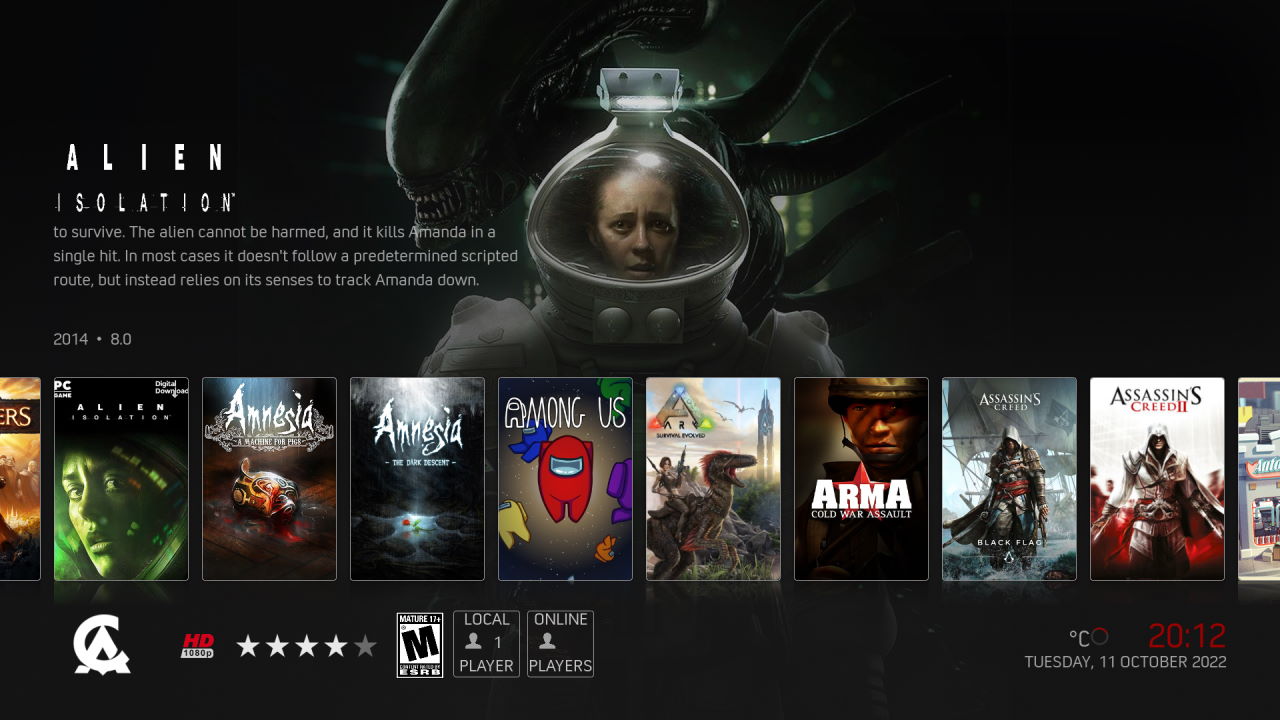 ALIEN
ISOLATION™
to survive. The alien cannot be harmed, and it kills Amanda in a
single hit. In most cases it doesn't follow a predetermined scripted
route, but instead relies on its senses to track Amanda down.
2014 • 8.0
ERS
PC
GAME
Digital
Download
ALIEN
ISOLATION
Amnesia
A MACHINE FOR PIGS
Amnesia
- THE DARK DESCENT -
AMONG US
ARK
SURVIVAL EVOLVED
ARMA
COLD WAR ASSAULT
ASSASSIN'S
CREED
BLACK FLAG
ASSASSIN'S
CREED II
HD
1080p
MATURE 17+
M
CONTENT RATED BY
ESRB
LOCAL
1
PLAYER
ONLINE
PLAYERS
°C
20:12
TUESDAY, 11 OCTOBER 2022